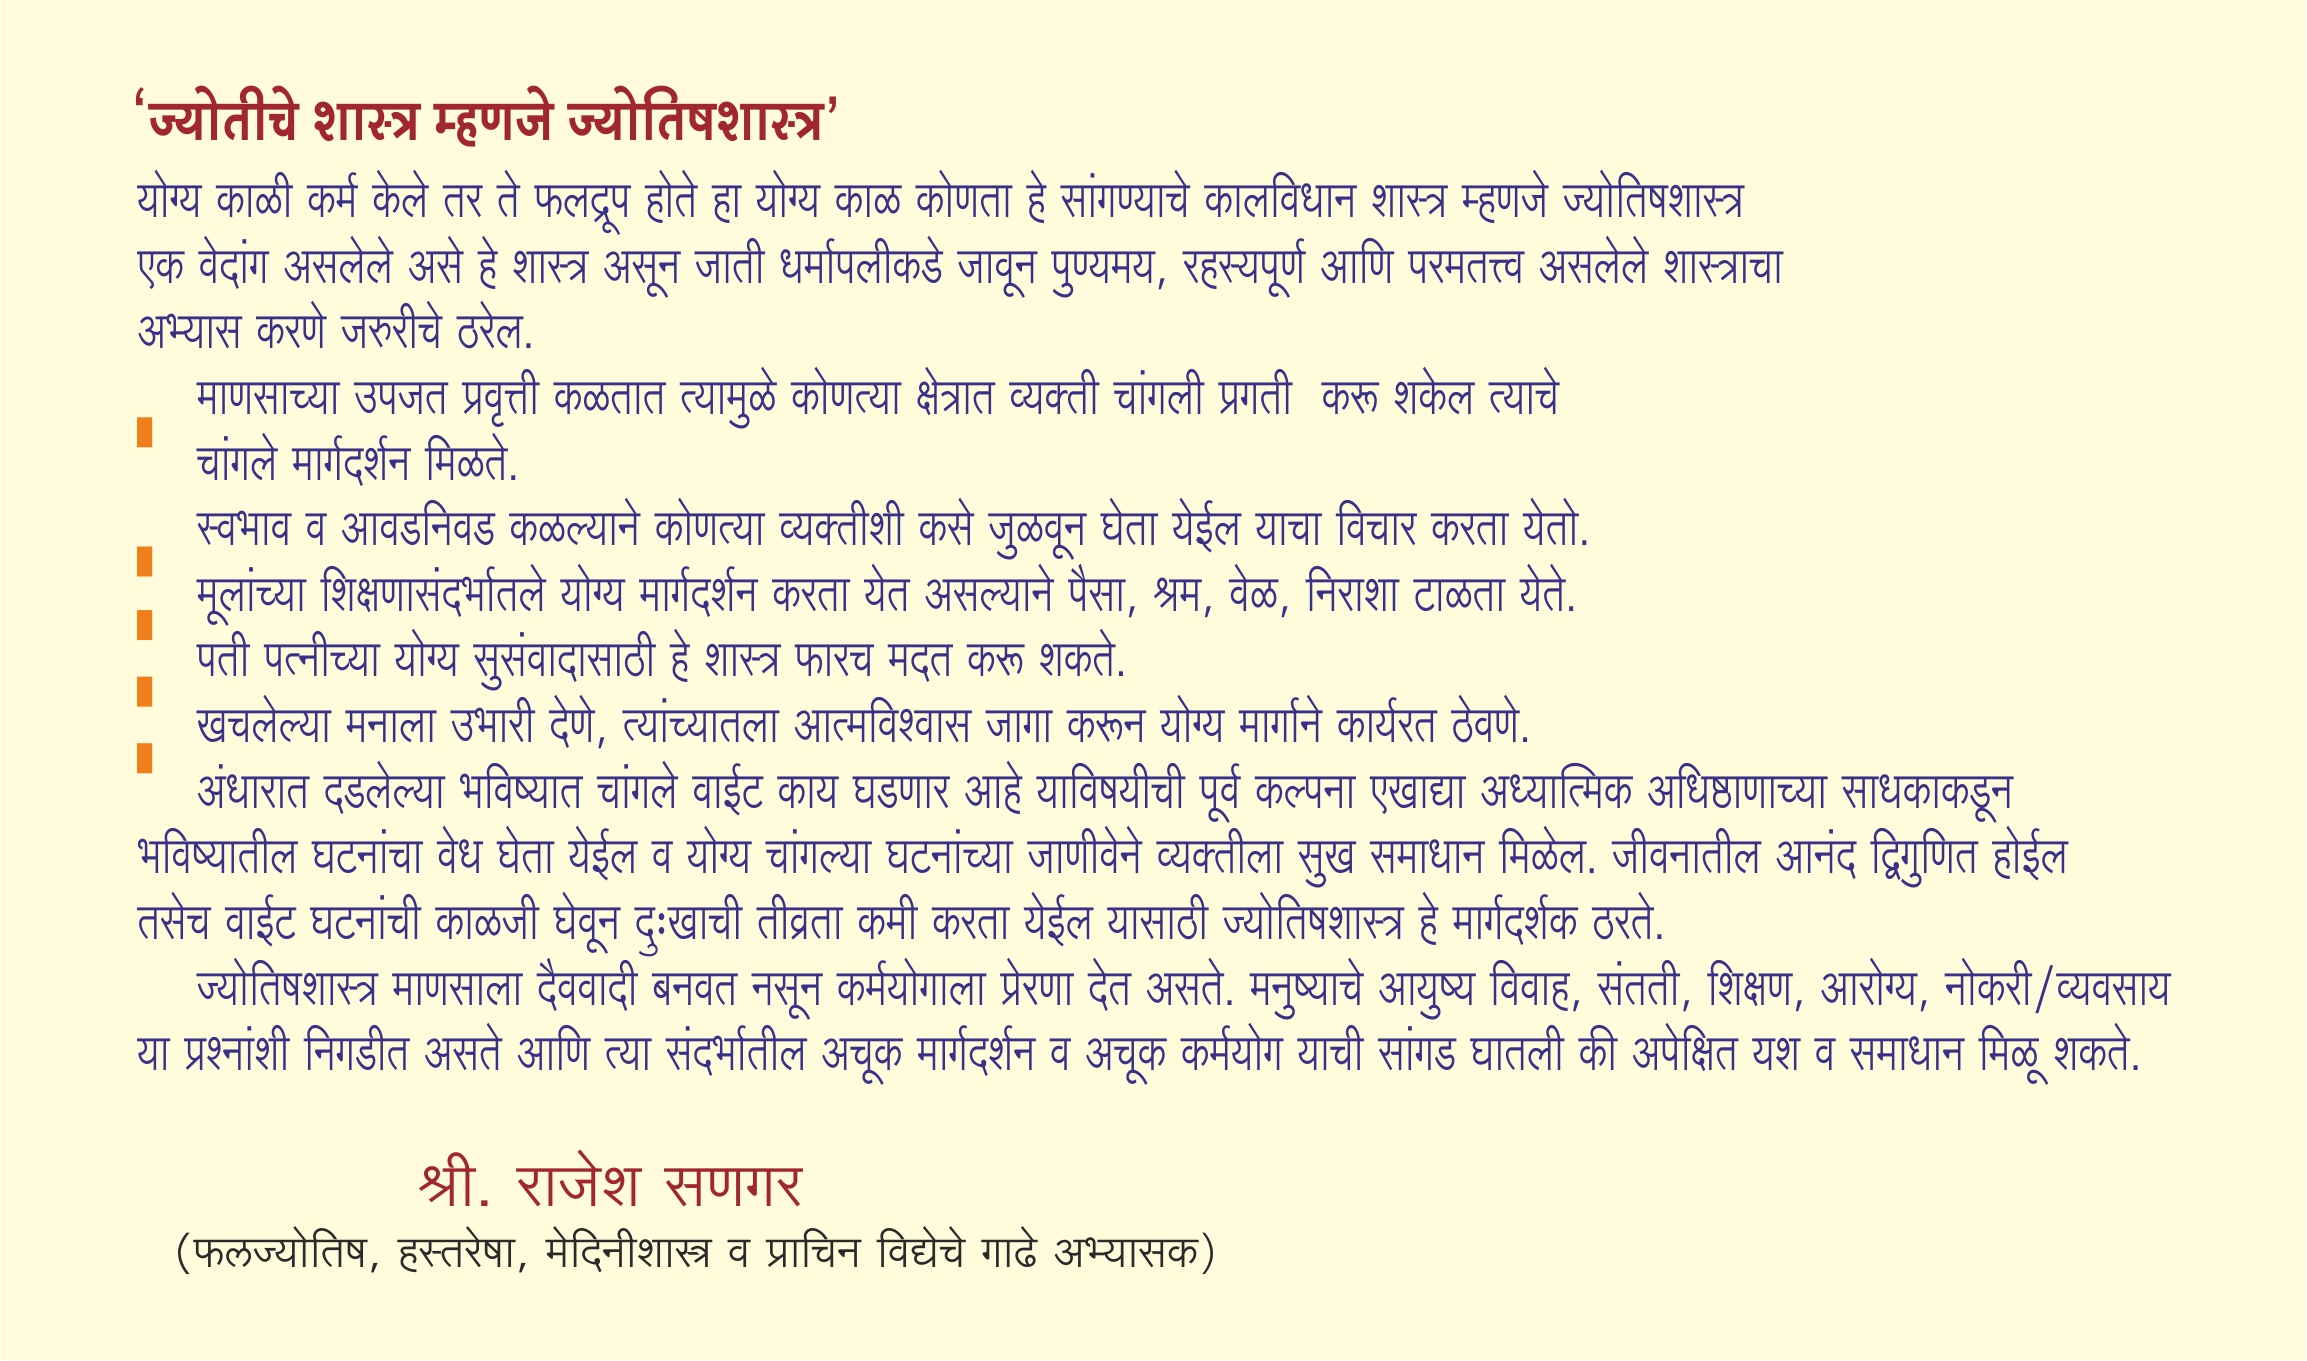 ‘ज्योतीचे शास्त्र म्हणजे ज्योतिषशास्त्र’
योग्य काळी कर्म केले तर ते फलद्रूप होते हा योग्य काळ कोणता हे सांगण्याचे कालविधान शास्त्र म्हणजे ज्योतिषशास्त्र
एक वेदांग असलेले असे हे शास्त्र असून जाती धर्मापलीकडे जावून पुण्यमय, रहस्यपूर्ण आणि परमतत्त्व असलेले शास्त्राचा
अभ्यास करणे जरुरीचे ठरेल.
माणसाच्या उपजत प्रवृत्ती कळतात त्यामुळे कोणत्या क्षेत्रात व्यक्ती चांगली प्रगती करू शकेल त्याचे
चांगले मार्गदर्शन मिळते.
स्वभाव व आवडनिवड कळल्याने कोणत्या व्यक्तीशी कसे जुळवून घेता येईल याचा विचार करता येतो.
मूलांच्या शिक्षणासंदर्भातले योग्य मार्गदर्शन करता येत असल्याने पैसा, श्रम, वेळ, निराशा टाळता येते.
पती पत्नीच्या योग्य सुसंवादासाठी हे शास्त्र फारच मदत करू शकते.
खचलेल्या मनाला उभारी देणे, त्यांच्यातला आत्मविश्वास जागा करून योग्य मार्गाने कार्यरत ठेवणे.
अंधारात दडलेल्या भविष्यात चांगले वाईट काय घडणार आहे याविषयीची पूर्व कल्पना एखाद्या अध्यात्मिक अधिष्ठाणाच्या साधकाकडून
भविष्यातील घटनांचा वेध घेता येईल व योग्य चांगल्या घटनांच्या जाणीवेने व्यक्तीला सुख समाधान मिळेल. जीवनातील आनंद द्विगुणित होईल
तसेच वाईट घटनांची काळजी घेवून दुःखाची तीव्रता कमी करता येईल यासाठी ज्योतिषशास्त्र हे मार्गदर्शक ठरते.
ज्योतिषशास्त्र माणसाला दैववादी बनवत नसून कर्मयोगाला प्रेरणा देत असते. मनुष्याचे आयुष्य विवाह, संतती, शिक्षण, आरोग्य, नोकरी/व्यवसाय
या प्रश्नांशी निगडीत असते आणि त्या संदर्भातील अचूक मार्गदर्शन व अचूक कर्मयोग याची सांगड घातली की अपेक्षित यश व समाधान मिळू शकते.
श्री. राजेश सणगर
(फलज्योतिष, हस्तरेषा, मेदिनीशास्त्र व प्राचिन विद्येचे गाढे अभ्यासक)